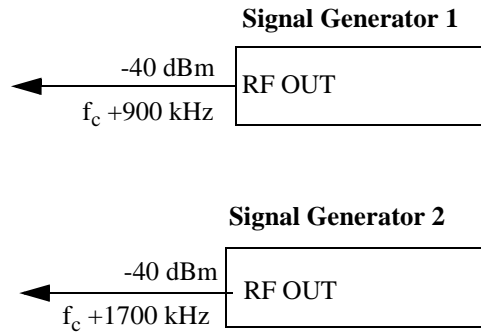 Signal Generator 1
-40 dBm
RF OUT
f_c +900 kHz
Signal Generator 2
-40 dBm
RF OUT
f_c +1700 kHz